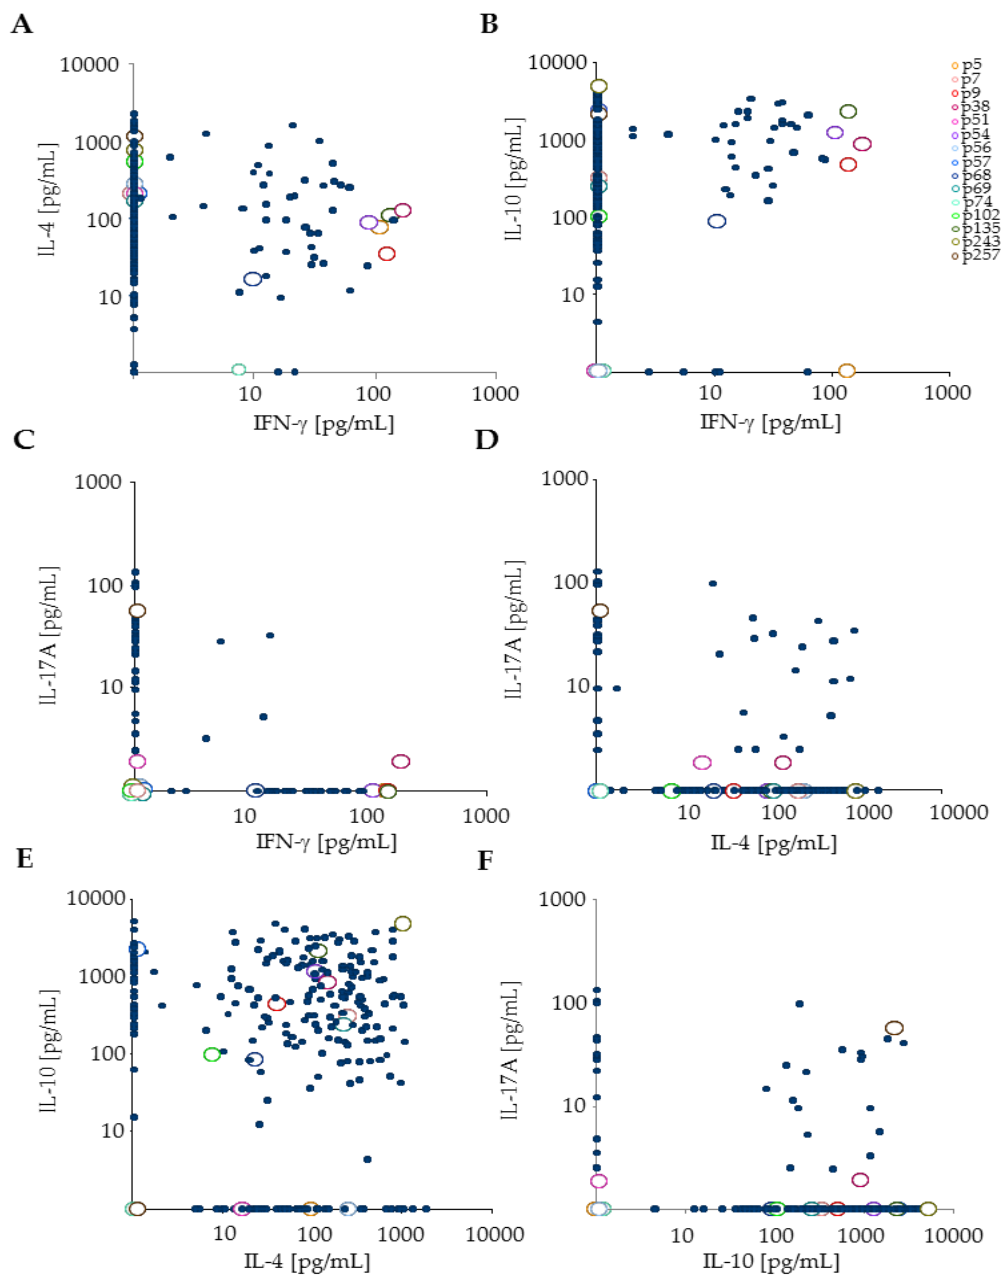 A
B
10000
1000
100
10
IL-4 [pg/mL]
10
100
1000
IFN-γ [pg/mL]
10000
1000
100
10
IL-10 [pg/mL]
10
100
1000
IFN-γ [pg/mL]
p5
p7
p9
p38
p51
p54
p56
p57
p68
p69
p74
p102
p135
p243
p257
C
D
1000
100
10
IL-17A [pg/mL]
10
100
1000
IFN-γ [pg/mL]
1000
100
10
IL-17A [pg/mL]
10
100
1000
10000
IL-4 [pg/mL]
E
F
10000
1000
100
10
IL-10 [pg/mL]
10
100
1000
10000
IL-4 [pg/mL]
1000
100
10
IL-17A [pg/mL]
10
100
1000
10000
IL-10 [pg/mL]